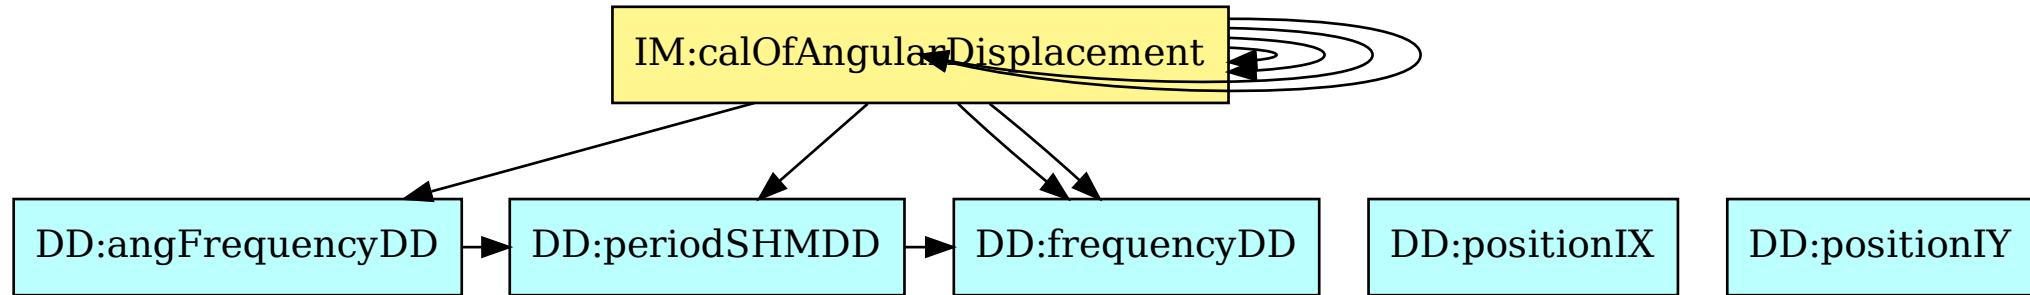 IM:calOfAngularDisplacement
DD:angFrequencyDD
DD:periodSHMDD
DD:frequencyDD
DD:positionIX
DD:positionIY